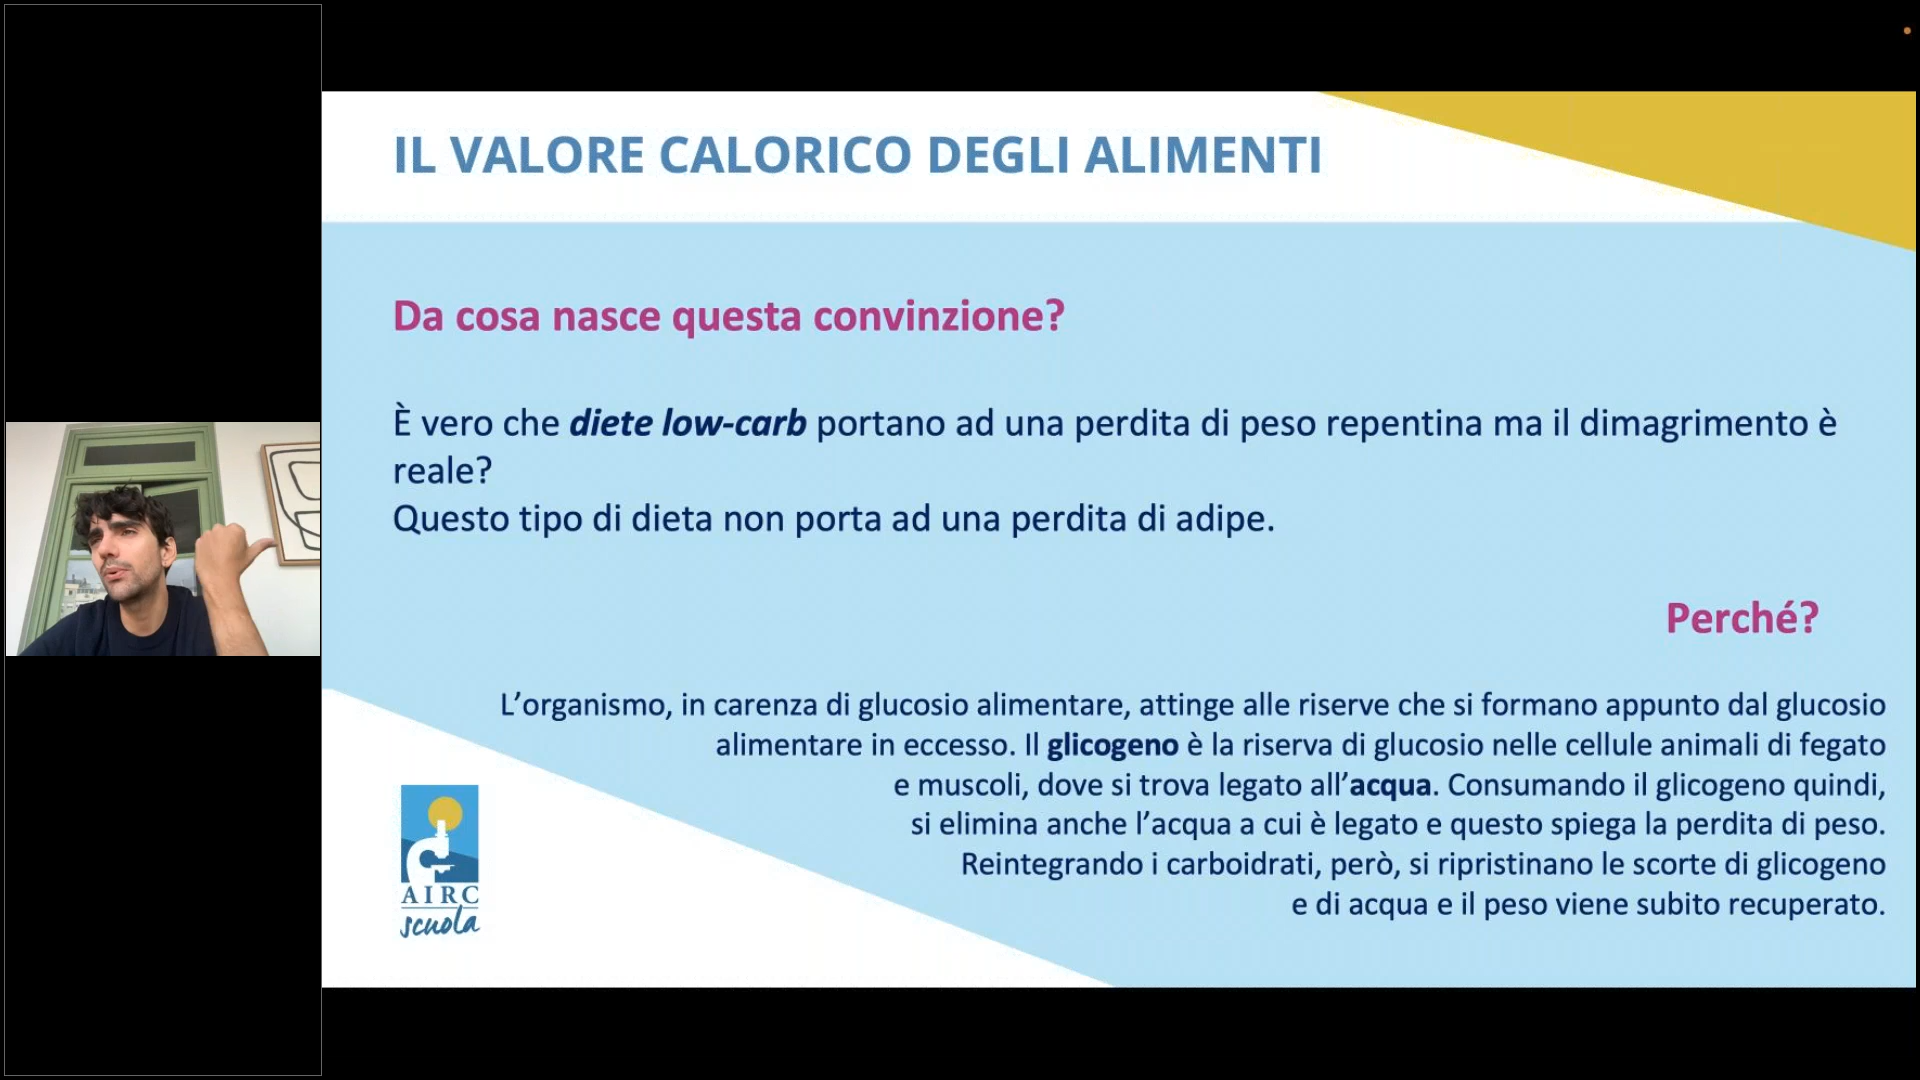 IL VALORE CALORICO DEGLI ALIMENTI
Da cosa nasce questa convinzione?
È vero che diete low-carb portano ad una perdita di peso repentina ma il dimagrimento è
reale?
Questo tipo di dieta non porta ad una perdita di adipe.
Perché?
L’organismo, in carenza di glucosio alimentare, attinge alle riserve che si formano appunto dal glucosio
alimentare in eccesso. Il glicogeno è la riserva di glucosio nelle cellule animali di fegato
e muscoli, dove si trova legato all’acqua. Consumando il glicogeno quindi,
si elimina anche l’acqua a cui è legato e questo spiega la perdita di peso.
Reintegrando i carboidrati, però, si ripristinano le scorte di glicogeno
e di acqua e il peso viene subito recuperato.
AIRC
scuola